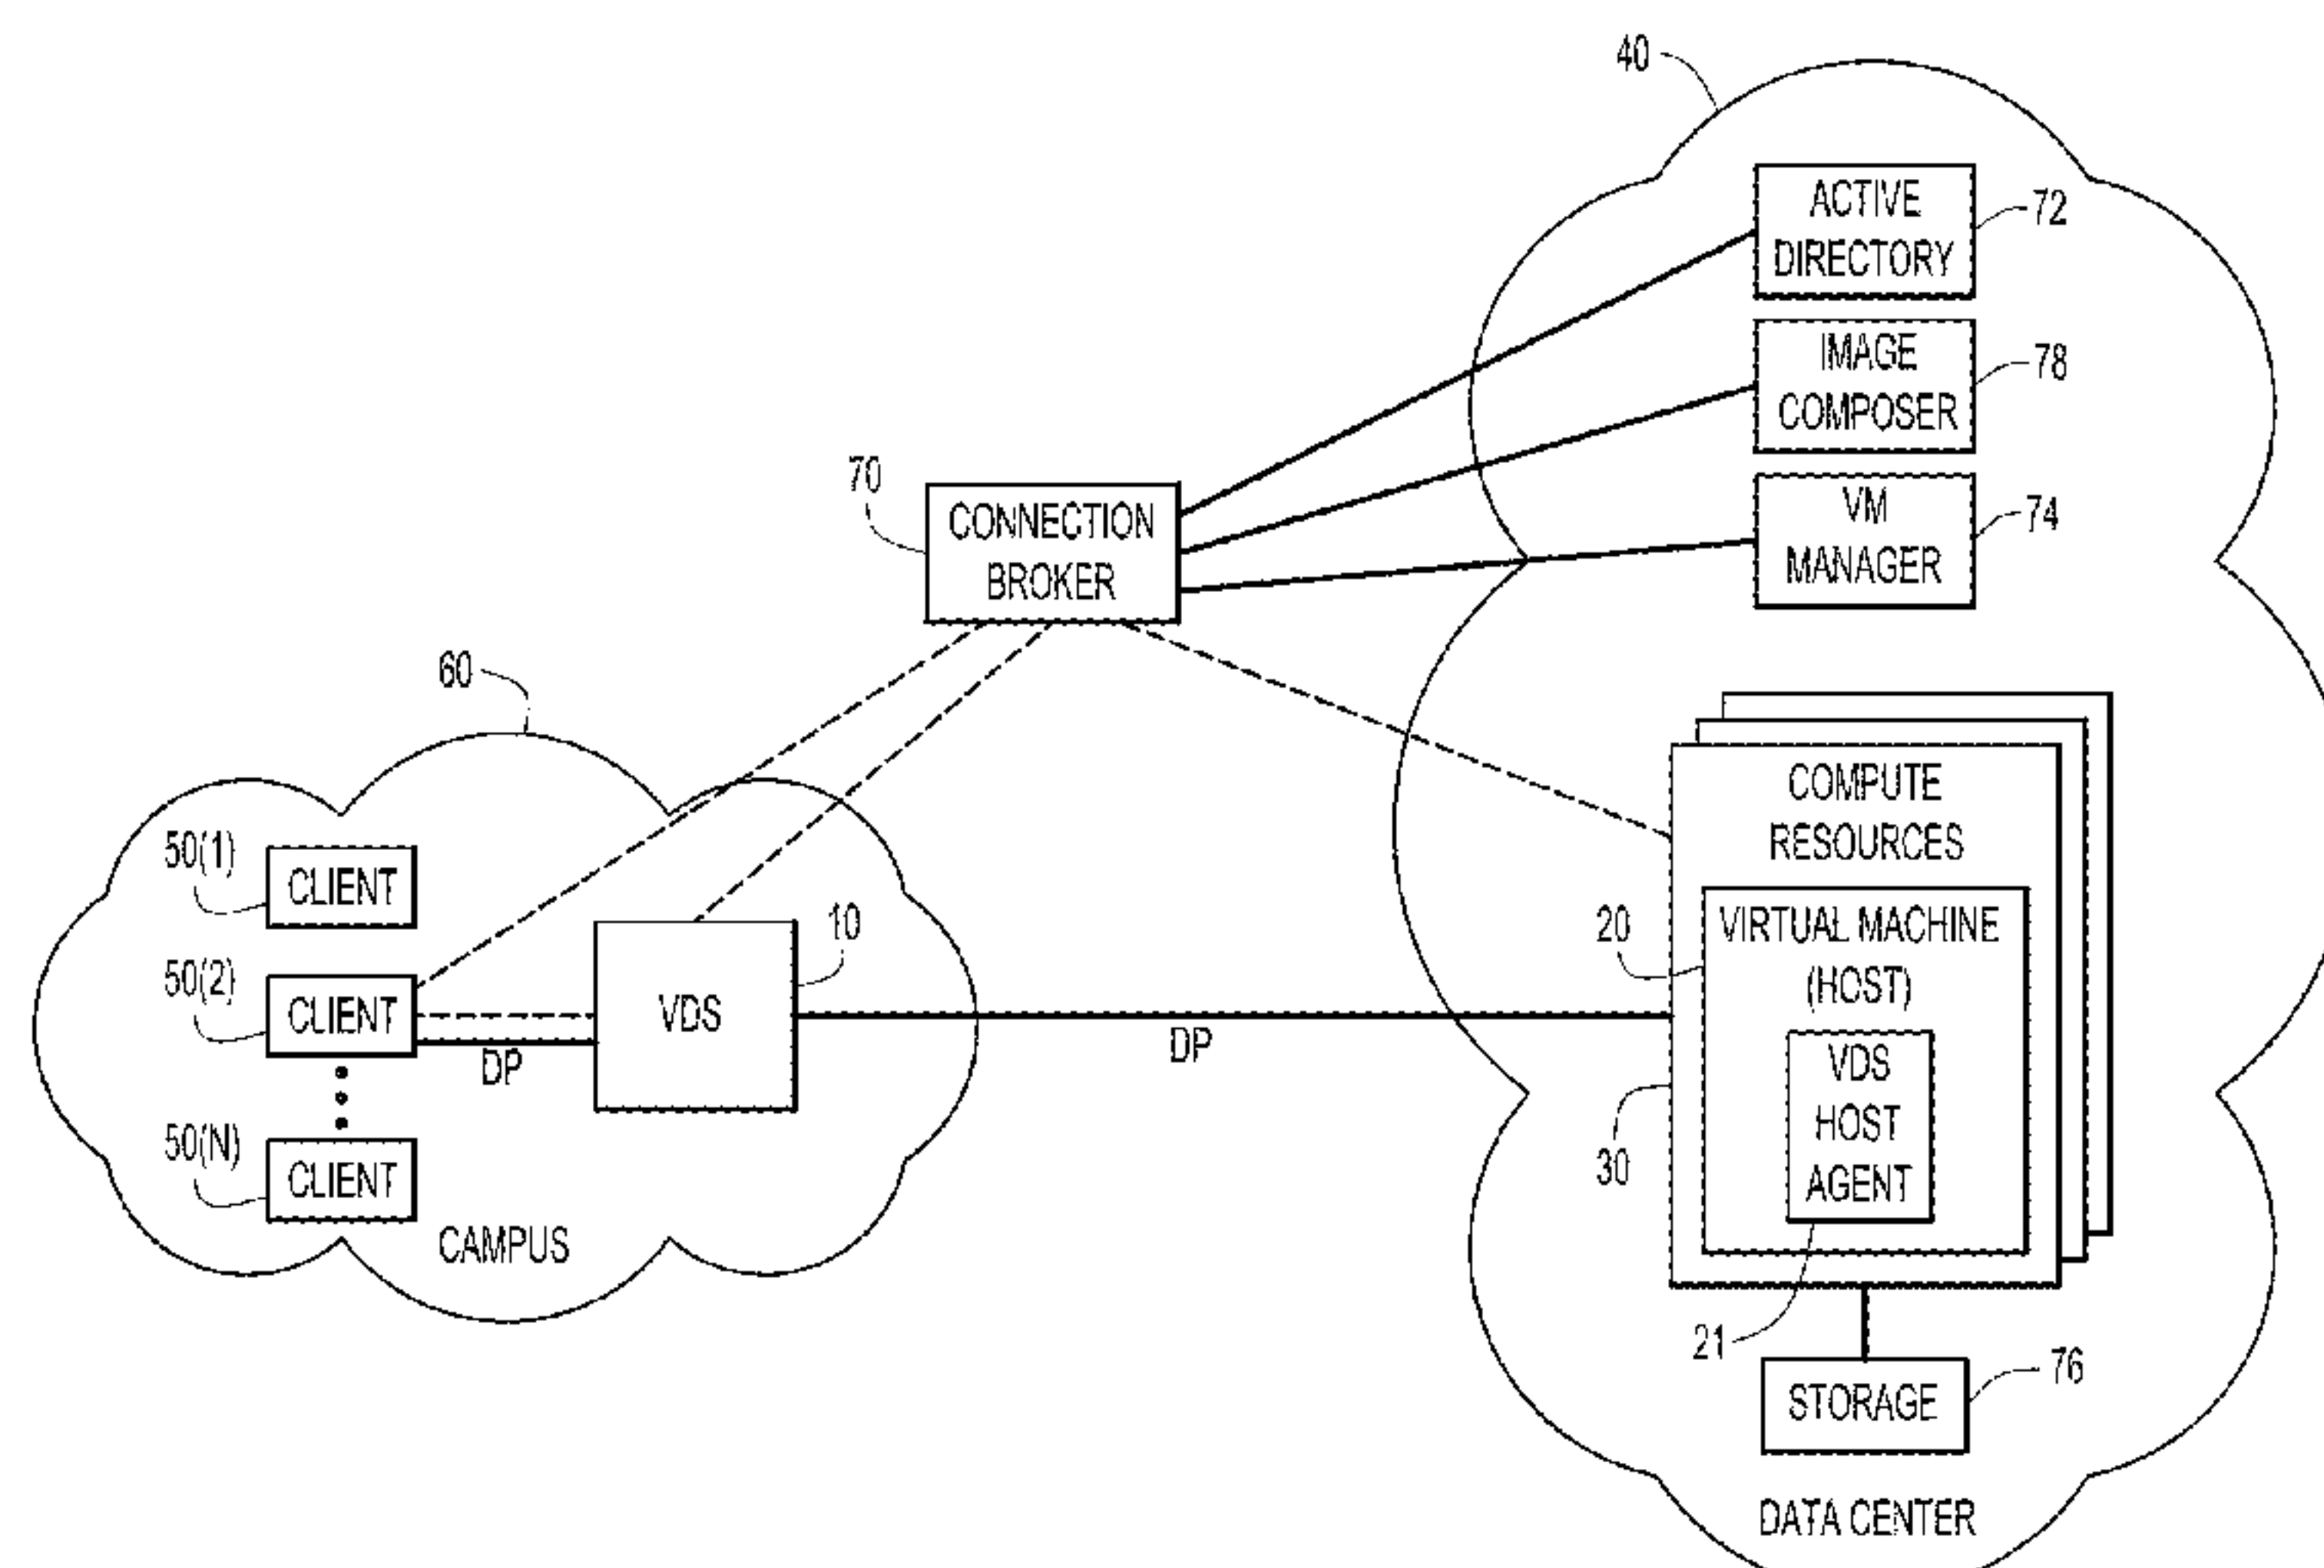 40
ACTIVE
DIRECTORY
72
IMAGE
COMPOSER
78
VM
MANAGER
74
70
CONNECTION
BROKER
60
50(1)
CLIENT
50(2)
CLIENT
50(N)
CLIENT
CAMPUS
DP
VDS
10
DP
COMPUTE
RESOURCES
20
VIRTUAL MACHINE
(HOST)
VDS
HOST
AGENT
30
21
STORAGE
76
DATA CENTER